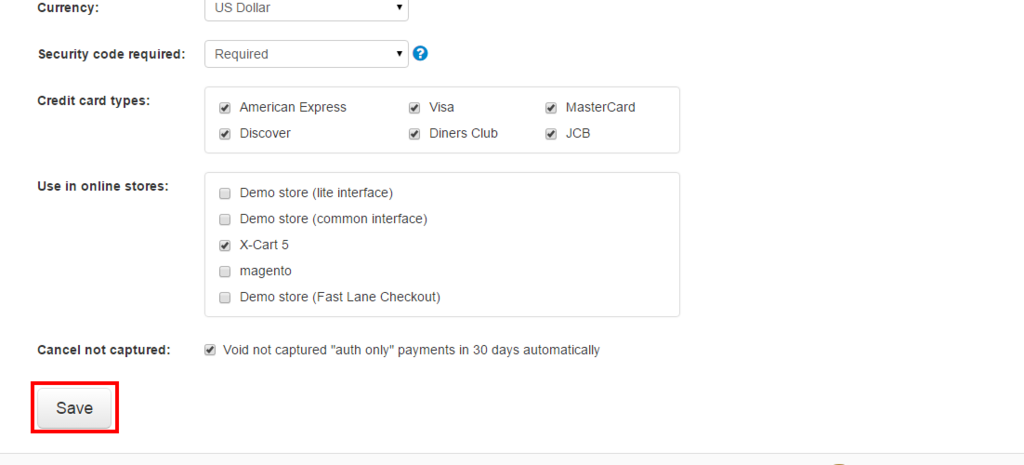 Currency: US Dollar
Security code required: Required ?
Credit card types: American Express Visa MasterCard
Discover Diners Club JCB
Use in online stores: Demo store (lite interface)
Demo store (common interface)
X-Cart 5
magento
Demo store (Fast Lane Checkout)
Cancel not captured: Void not captured "auth only" payments in 30 days automatically
Save